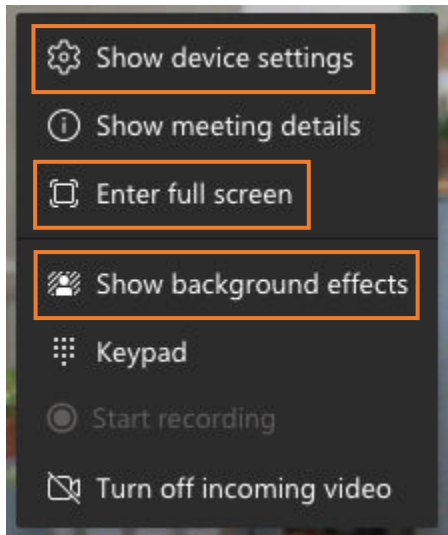 Show device settings
Show meeting details
Enter full screen
Show background effects
Keypad
Start recording
Turn off incoming video